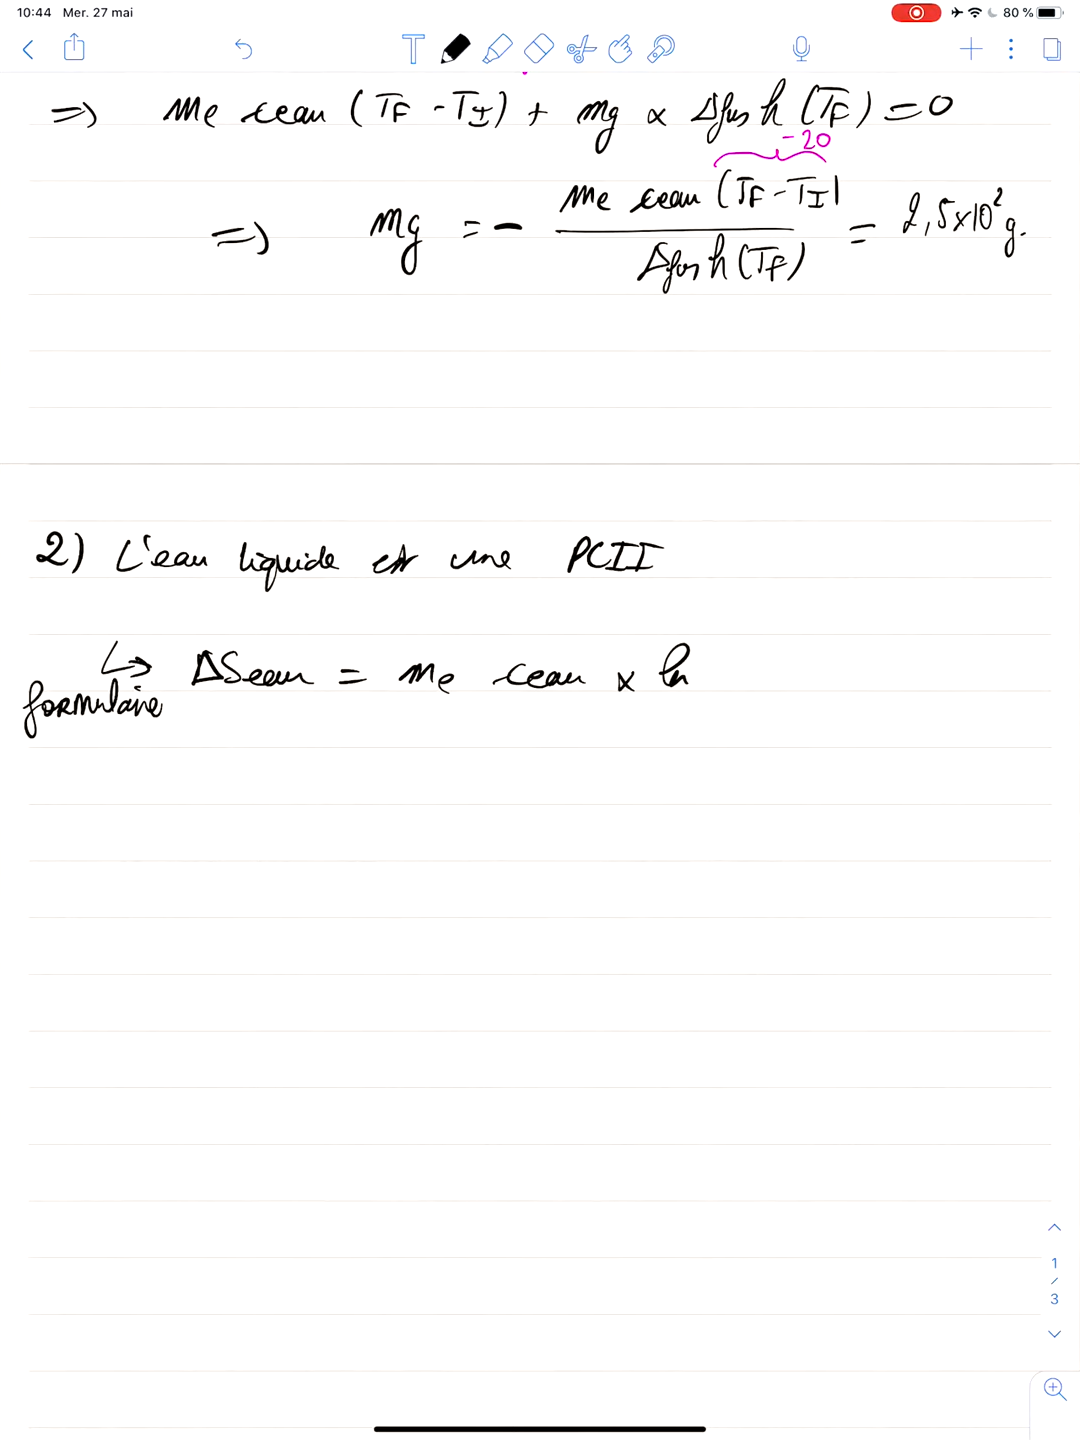 10:44 Mer. 27 mai 80 %
T
=> me ceau (TF - TI) + mg × Δfus h (TF) = 0
-20
=> mg = - me ceau (TF - TI) / Δfus h (TF) = 2,5×10² g.
2) L'eau liquide est une PCII
↳ ΔSeau = me ceau × ln
formulaire
1
/
3